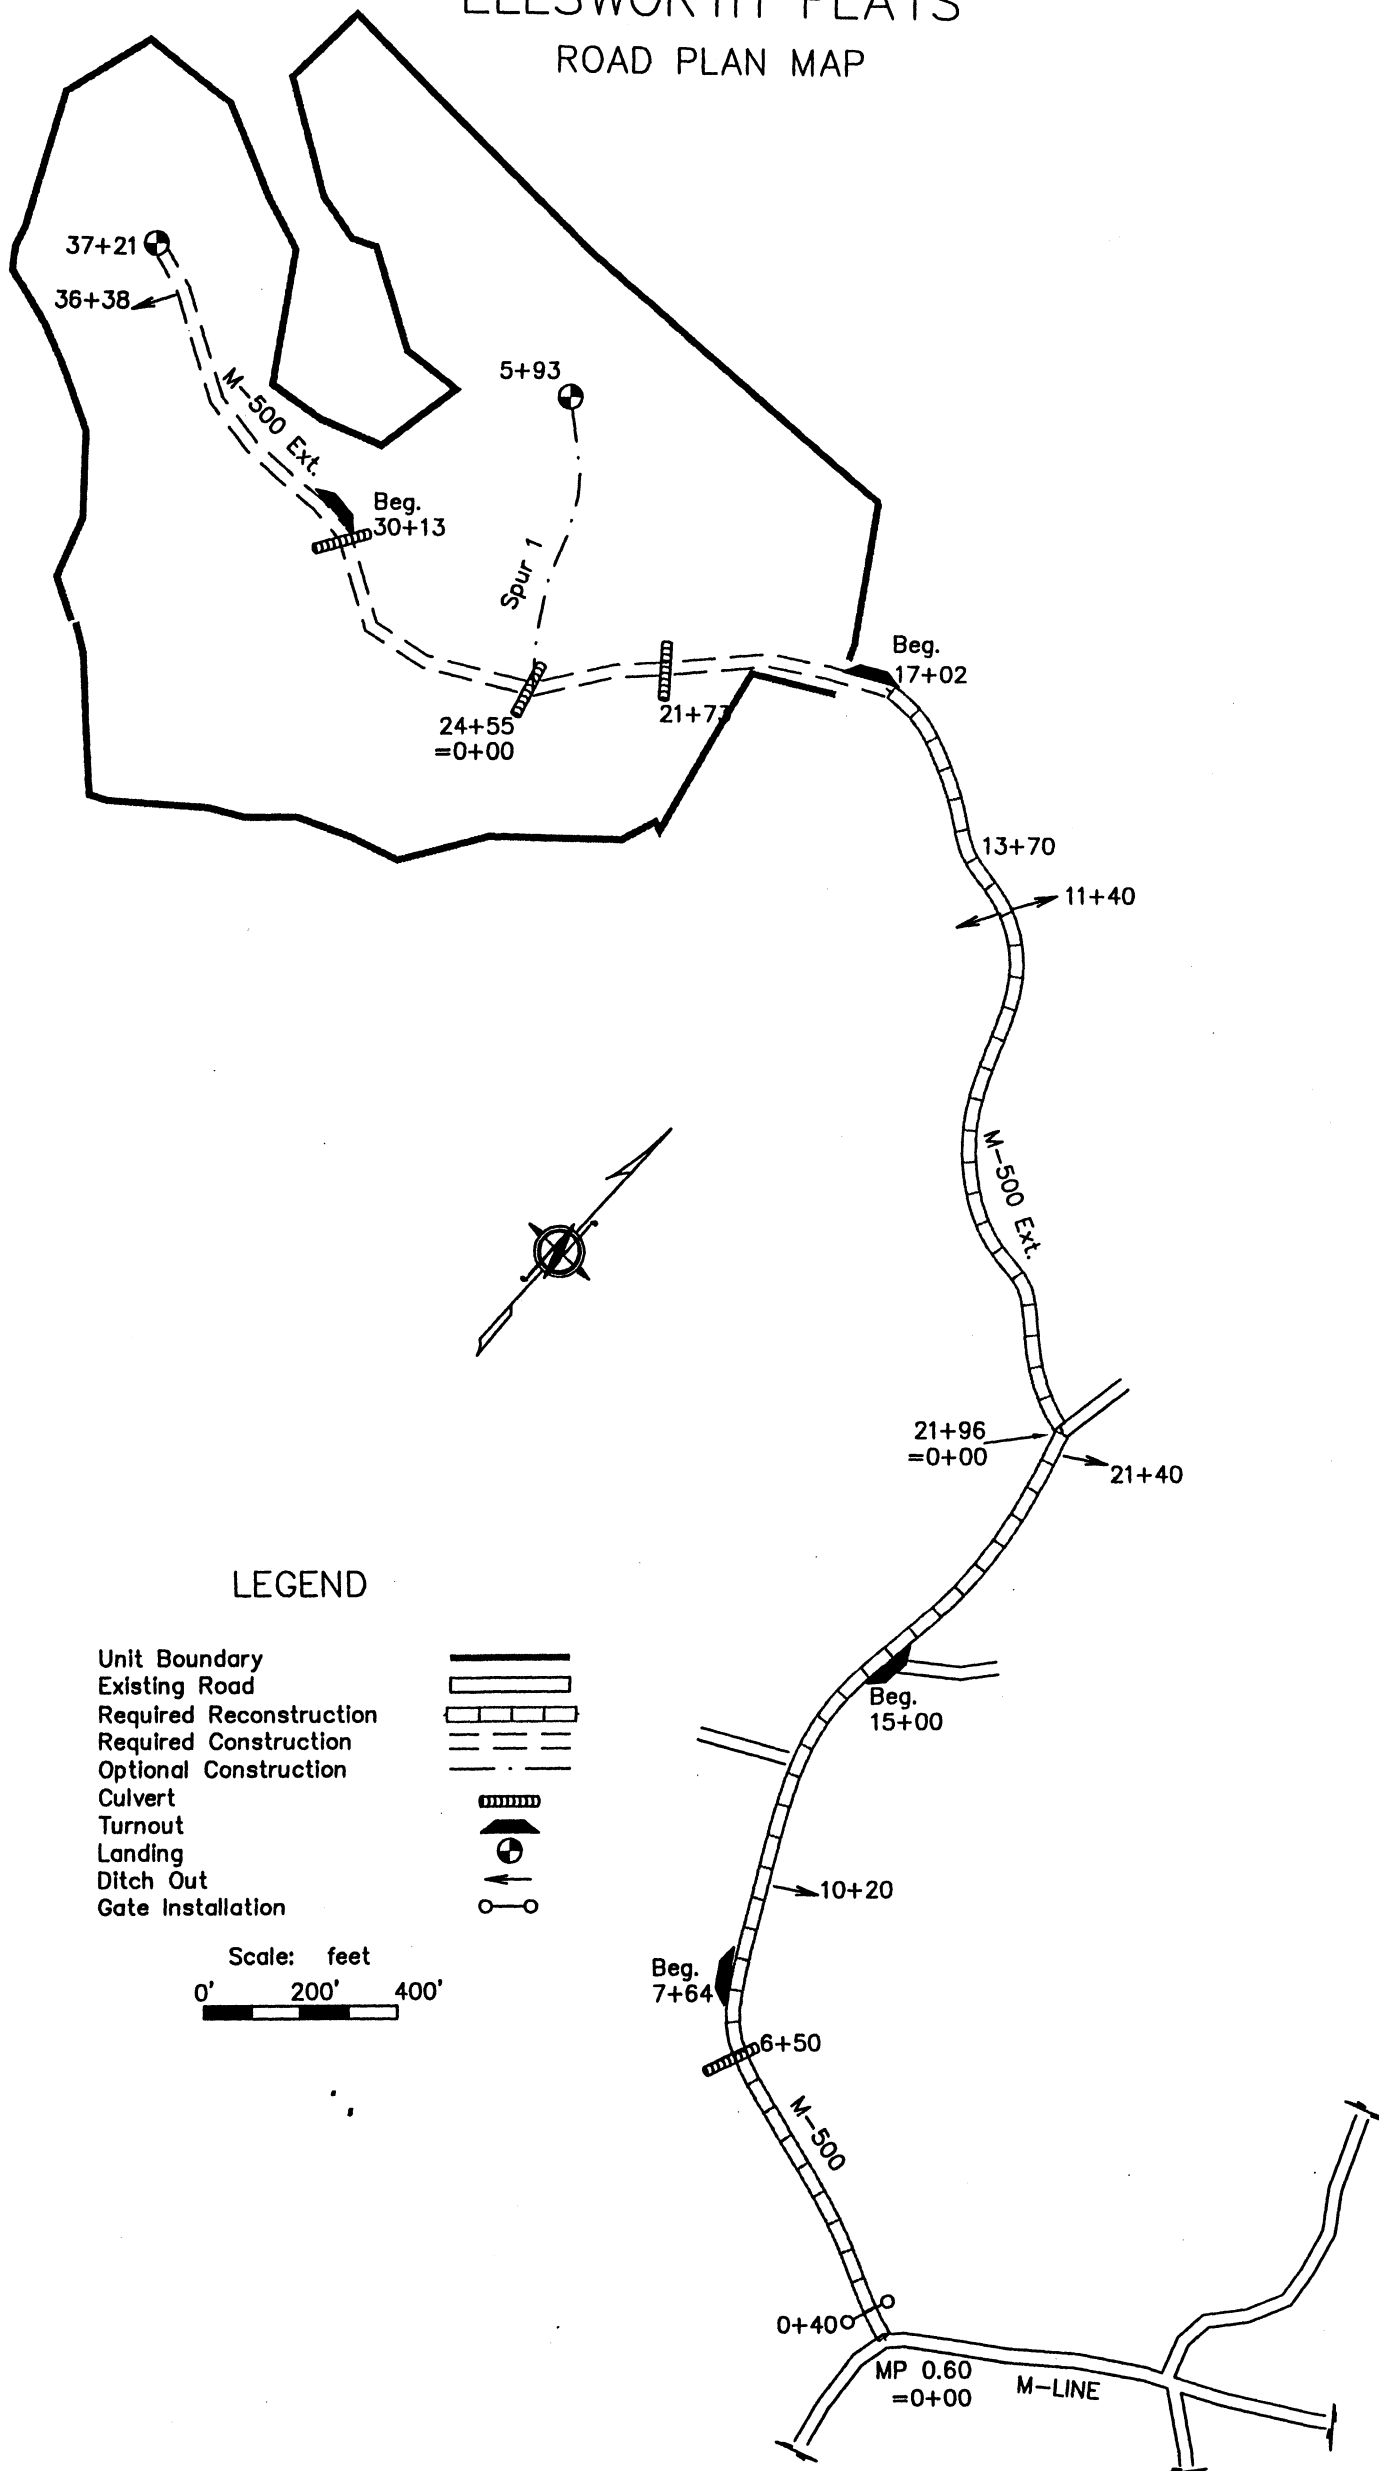 ELLSWORTH FLATS
ROAD PLAN MAP
37+21
36+38
M-500 Ext.
5+93
Beg.
30+13
Spur 1
Beg.
17+02
21+73
24+55
=0+00
13+70
11+40
M-500 Ext.
21+96
=0+00
21+40
LEGEND
Unit Boundary
Existing Road
Required Reconstruction
Required Construction
Optional Construction
Culvert
Turnout
Landing
Ditch Out
Gate Installation
Scale: feet
0' 200' 400'
Beg.
15+00
10+20
Beg.
7+64
6+50
M-500
0+40
MP 0.60
=0+00
M-LINE